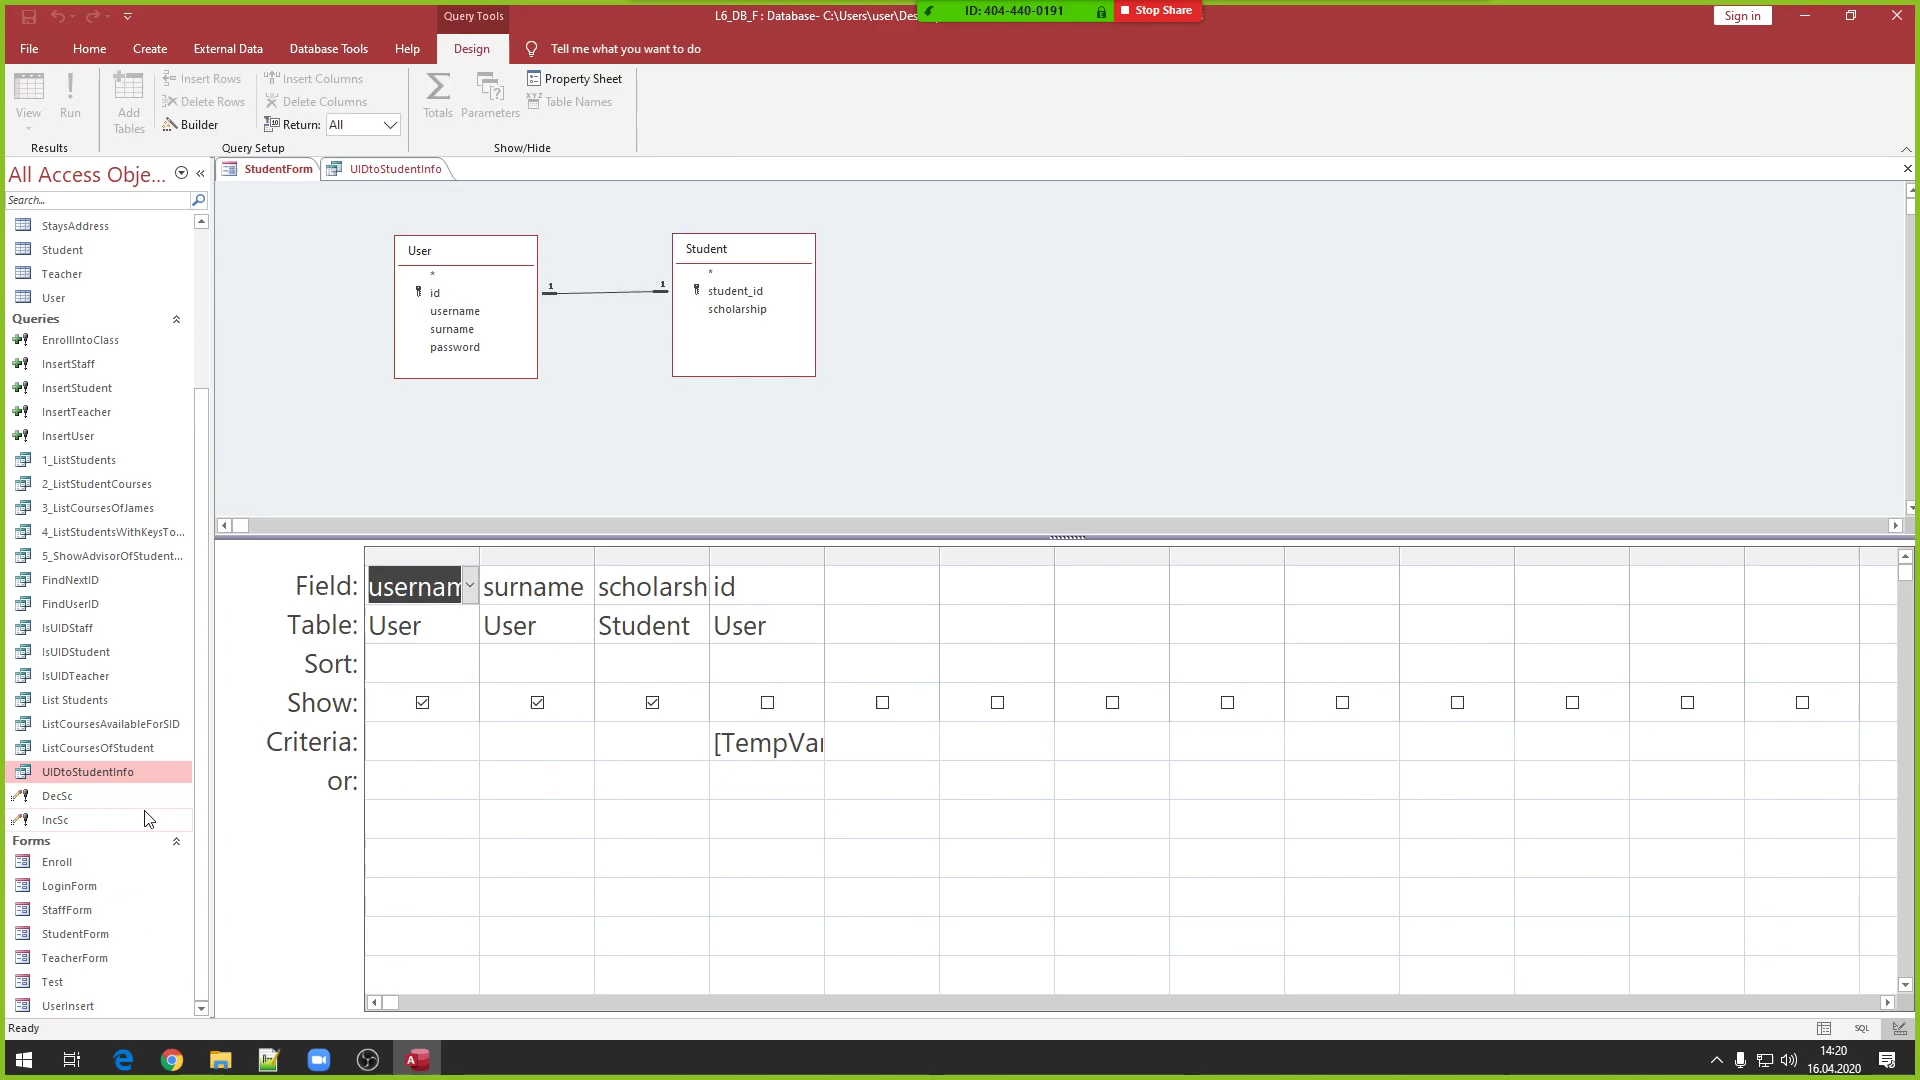 Query Tools
L6_DB_F : Database- C:\Users\user\Des
ID: 404-440-0191
Stop Share
Sign in
File
Home
Create
External Data
Database Tools
Help
Design
Tell me what you want to do
View
Run
Add Tables
Insert Rows
Delete Rows
Builder
Insert Columns
Delete Columns
Return: All
Totals
Parameters
Property Sheet
Table Names
Results
Query Setup
Show/Hide
All Access Obje...
Search...
StaysAddress
Student
Teacher
User
Queries
EnrollIntoClass
InsertStaff
InsertStudent
InsertTeacher
InsertUser
1_ListStudents
2_ListStudentCourses
3_ListCoursesOfJames
4_ListStudentsWithKeysTo...
5_ShowAdvisorOfStudent...
FindNextID
FindUserID
IsUIDStaff
IsUIDStudent
IsUIDTeacher
List Students
ListCoursesAvailableForSID
ListCoursesOfStudent
UIDtoStudentInfo
DecSc
IncSc
Forms
Enroll
LoginForm
StaffForm
StudentForm
TeacherForm
Test
UserInsert
StudentForm
UIDtoStudentInfo
User
*
id
username
surname
password
1
1
Student
*
student_id
scholarship
Field: usernam surname scholarsh id
Table: User User Student User
Sort:
Show:
Criteria: [TempVar
or:
Ready
SQL
14:20
16.04.2020